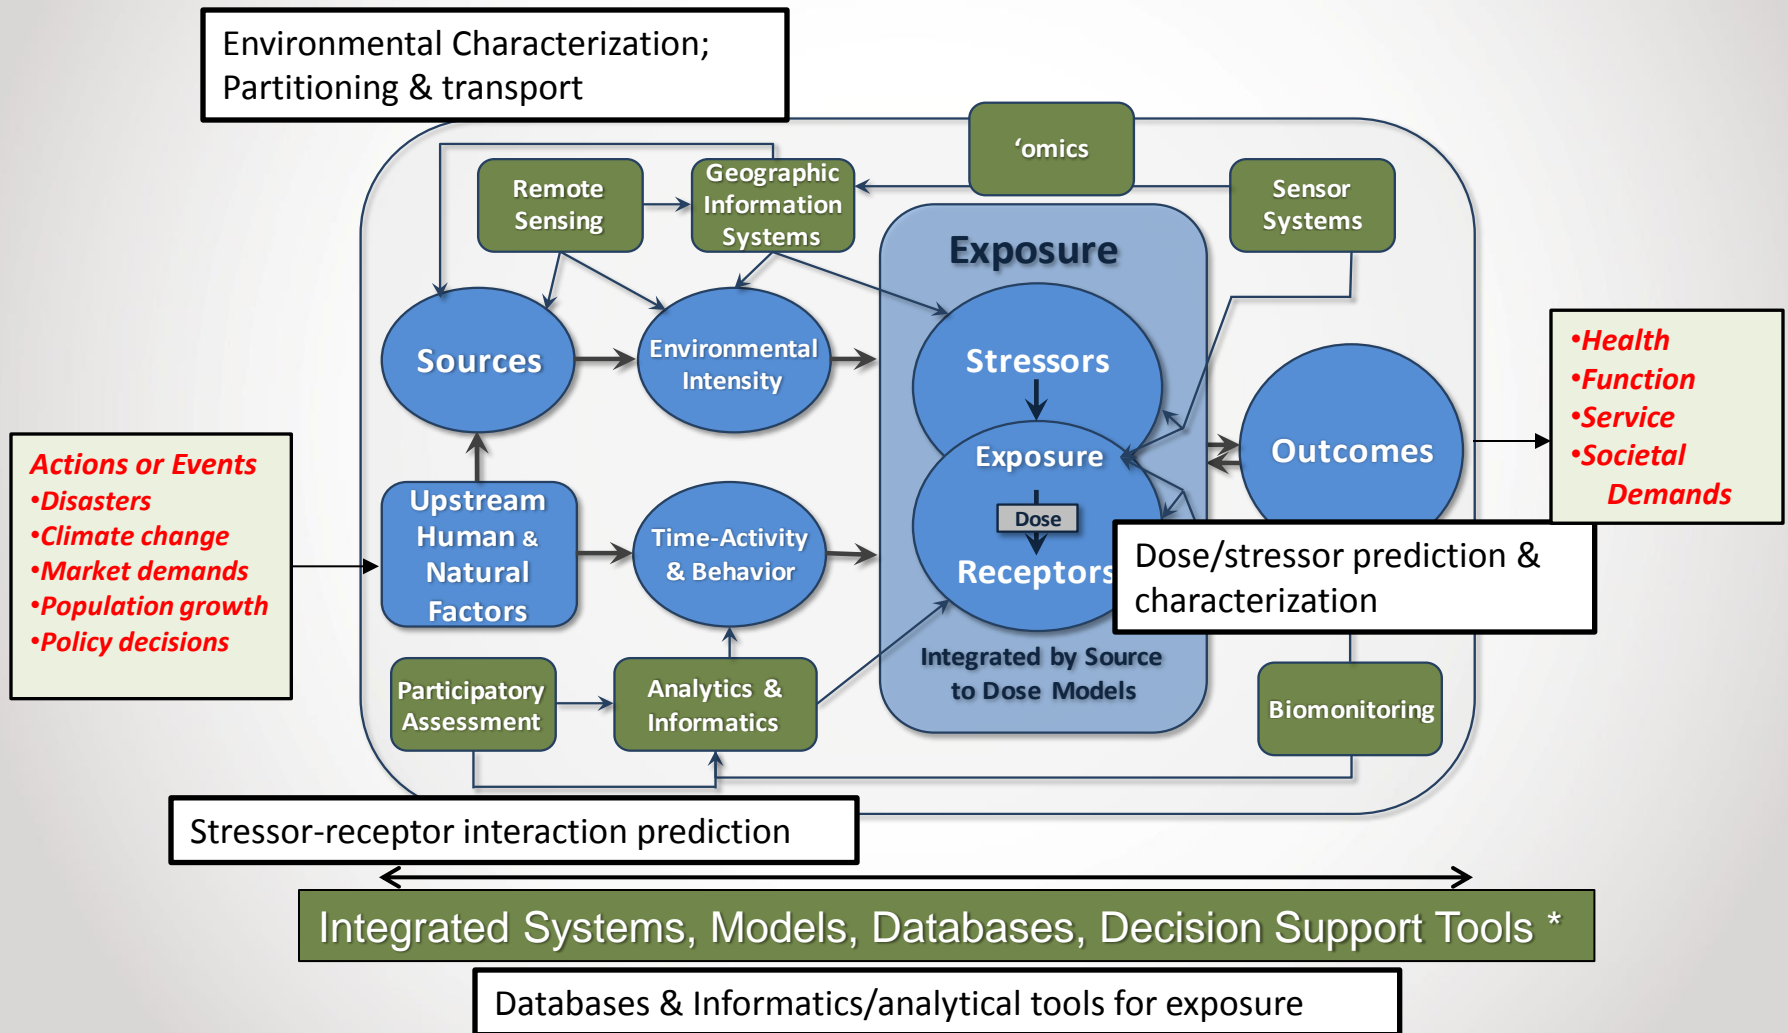 Environmental Characterization;
Partitioning & transport
‘omics
Remote
Sensing
Geographic
Information
Systems
Sensor
Systems
Exposure
Sources
Environmental
Intensity
Stressors
Exposure
Dose
Receptors
Integrated by Source
to Dose Models
Outcomes
•Health
•Function
•Service
•Societal
Demands
Actions or Events
•Disasters
•Climate change
•Market demands
•Population growth
•Policy decisions
Upstream
Human &
Natural
Factors
Time-Activity
& Behavior
Dose/stressor prediction &
characterization
Participatory
Assessment
Analytics &
Informatics
Biomonitoring
Stressor-receptor interaction prediction
Integrated Systems, Models, Databases, Decision Support Tools *
Databases & Informatics/analytical tools for exposure